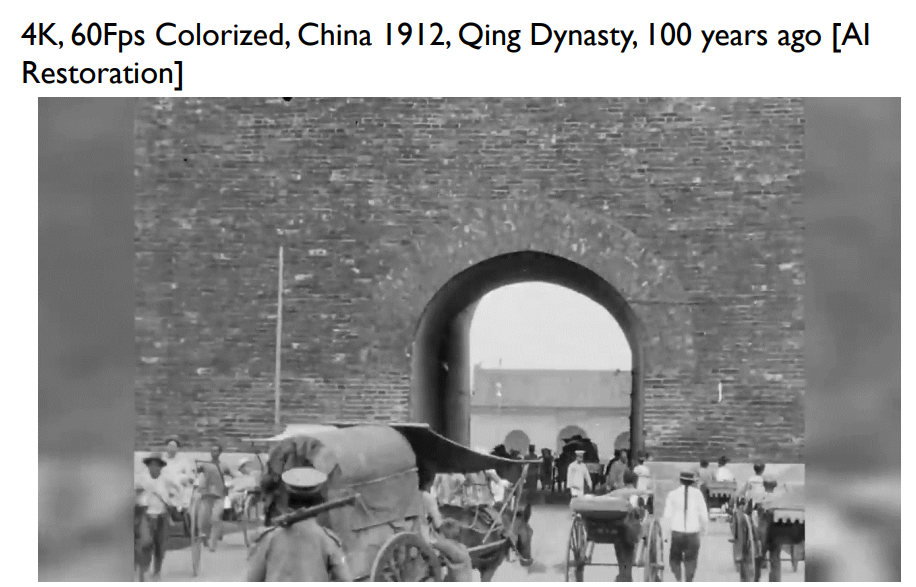 4K, 60Fps Colorized, China 1912, Qing Dynasty, 100 years ago [AI
Restoration]